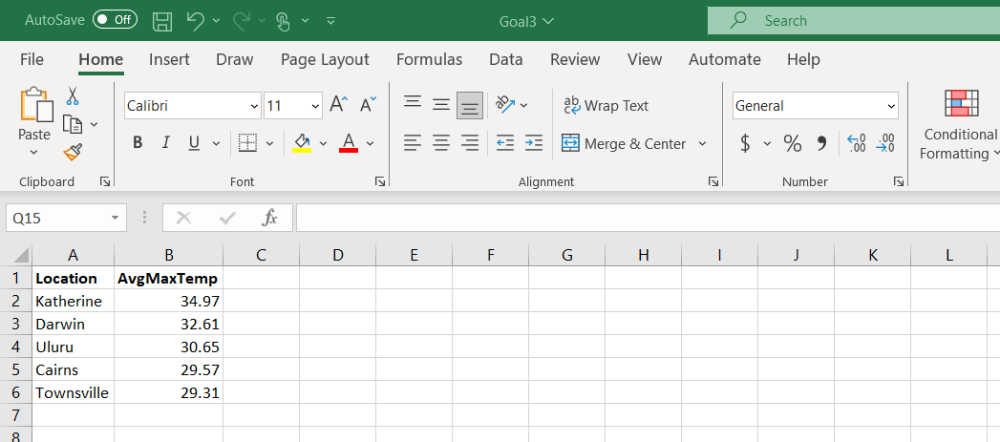 AutoSave Off Goal3 Search
File Home Insert Draw Page Layout Formulas Data Review View Automate Help
Calibri 11 ab Wrap Text General
Paste B I U A Merge & Center $ % Conditional
Formatting
Clipboard Font Alignment Number
Q15 fx
A B C D E F G H I J K L
1 Location AvgMaxTemp
2 Katherine 34.97
3 Darwin 32.61
4 Uluru 30.65
5 Cairns 29.57
6 Townsville 29.31
7
8